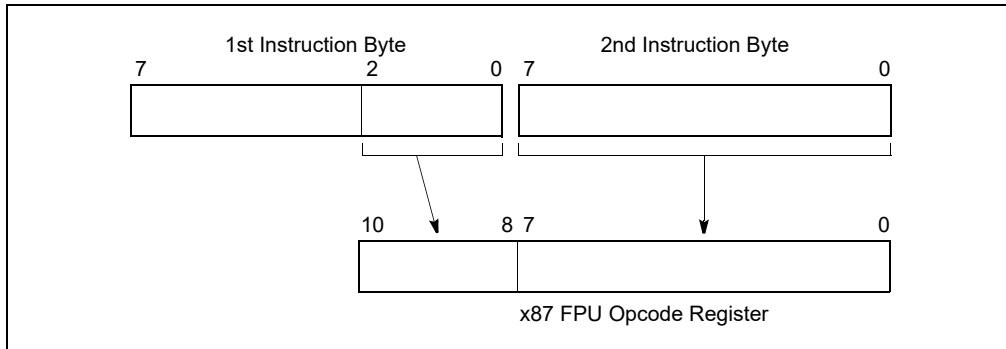 1st Instruction Byte 2nd Instruction Byte
7 2 0 7 0
10 8 7 0
x87 FPU Opcode Register